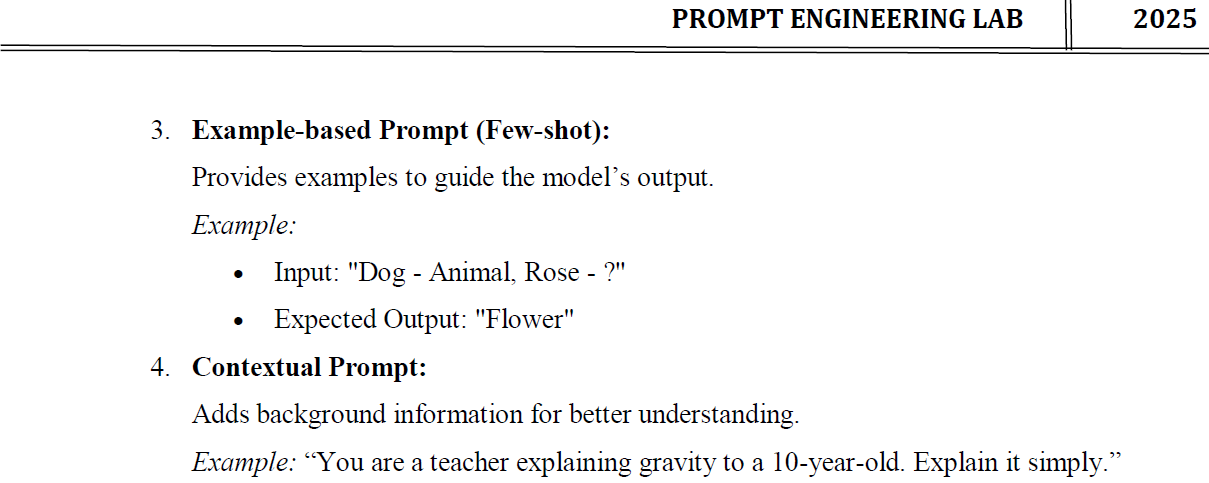 PROMPT ENGINEERING LAB 2025
3. Example-based Prompt (Few-shot):
Provides examples to guide the model’s output.
Example:
• Input: "Dog - Animal, Rose - ?"
• Expected Output: "Flower"
4. Contextual Prompt:
Adds background information for better understanding.
Example: “You are a teacher explaining gravity to a 10-year-old. Explain it simply.”